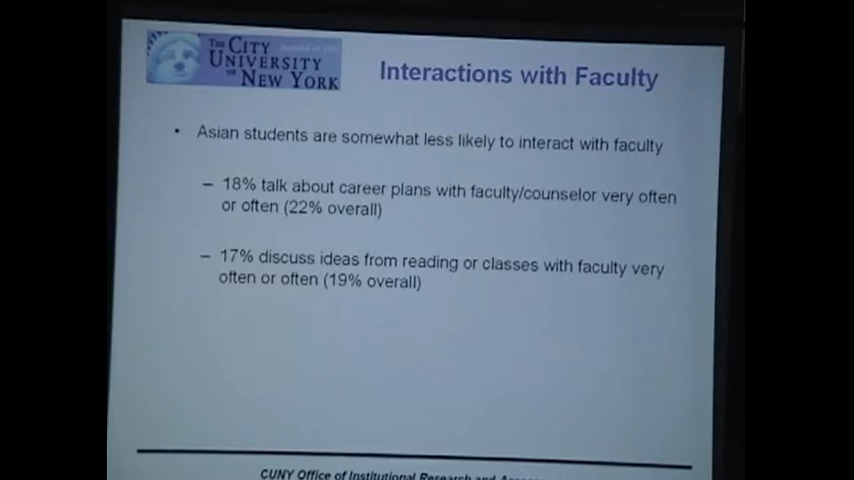 THE CITY
UNIVERSITY
OF NEW YORK
Interactions with Faculty
• Asian students are somewhat less likely to interact with faculty
– 18% talk about career plans with faculty/counselor very often
or often (22% overall)
– 17% discuss ideas from reading or classes with faculty very
often or often (19% overall)
CUNY Office of Institutional Research and